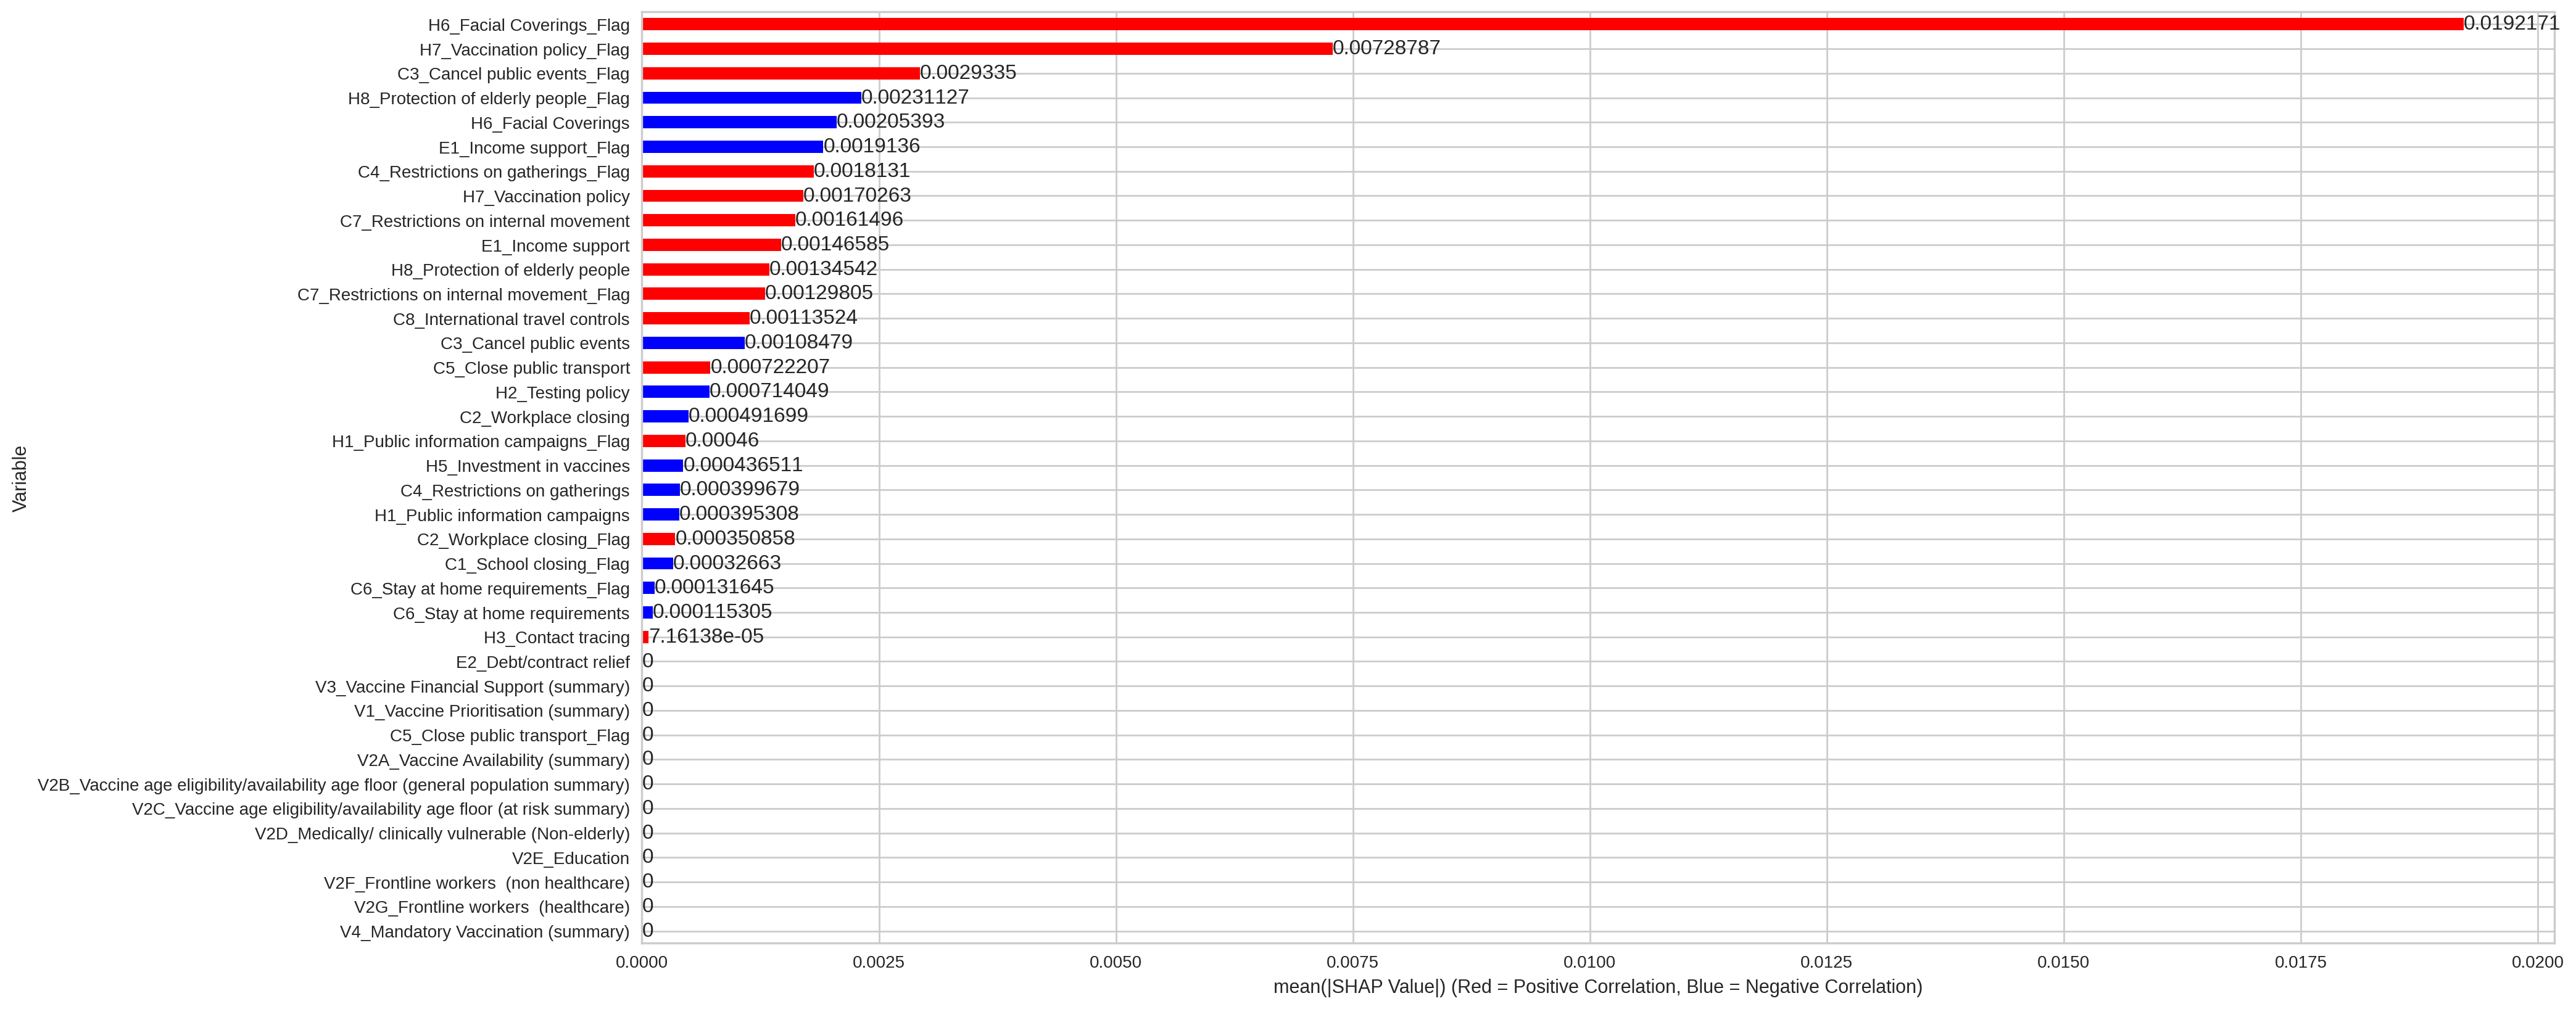 H6_Facial Coverings_Flag 0.0192171
H7_Vaccination policy_Flag 0.00728787
C3_Cancel public events_Flag 0.0029335
H8_Protection of elderly people_Flag 0.00231127
H6_Facial Coverings 0.00205393
E1_Income support_Flag 0.0019136
C4_Restrictions on gatherings_Flag 0.0018131
H7_Vaccination policy 0.00170263
C7_Restrictions on internal movement 0.00161496
E1_Income support 0.00146585
H8_Protection of elderly people 0.00134542
C7_Restrictions on internal movement_Flag 0.00129805
C8_International travel controls 0.00113524
C3_Cancel public events 0.00108479
C5_Close public transport 0.000722207
H2_Testing policy 0.000714049
C2_Workplace closing 0.000491699
H1_Public information campaigns_Flag 0.00046
H5_Investment in vaccines 0.000436511
C4_Restrictions on gatherings 0.000399679
H1_Public information campaigns 0.000395308
C2_Workplace closing_Flag 0.000350858
C1_School closing_Flag 0.00032663
C6_Stay at home requirements_Flag 0.000131645
C6_Stay at home requirements 0.000115305
H3_Contact tracing 7.16138e-05
E2_Debt/contract relief 0
V3_Vaccine Financial Support (summary) 0
V1_Vaccine Prioritisation (summary) 0
C5_Close public transport_Flag 0
V2A_Vaccine Availability (summary) 0
V2B_Vaccine age eligibility/availability age floor (general population summary) 0
V2C_Vaccine age eligibility/availability age floor (at risk summary) 0
V2D_Medically/ clinically vulnerable (Non-elderly) 0
V2E_Education 0
V2F_Frontline workers  (non healthcare) 0
V2G_Frontline workers  (healthcare) 0
V4_Mandatory Vaccination (summary) 0
Variable
0.0000 0.0025 0.0050 0.0075 0.0100 0.0125 0.0150 0.0175 0.0200
mean(|SHAP Value|) (Red = Positive Correlation, Blue = Negative Correlation)